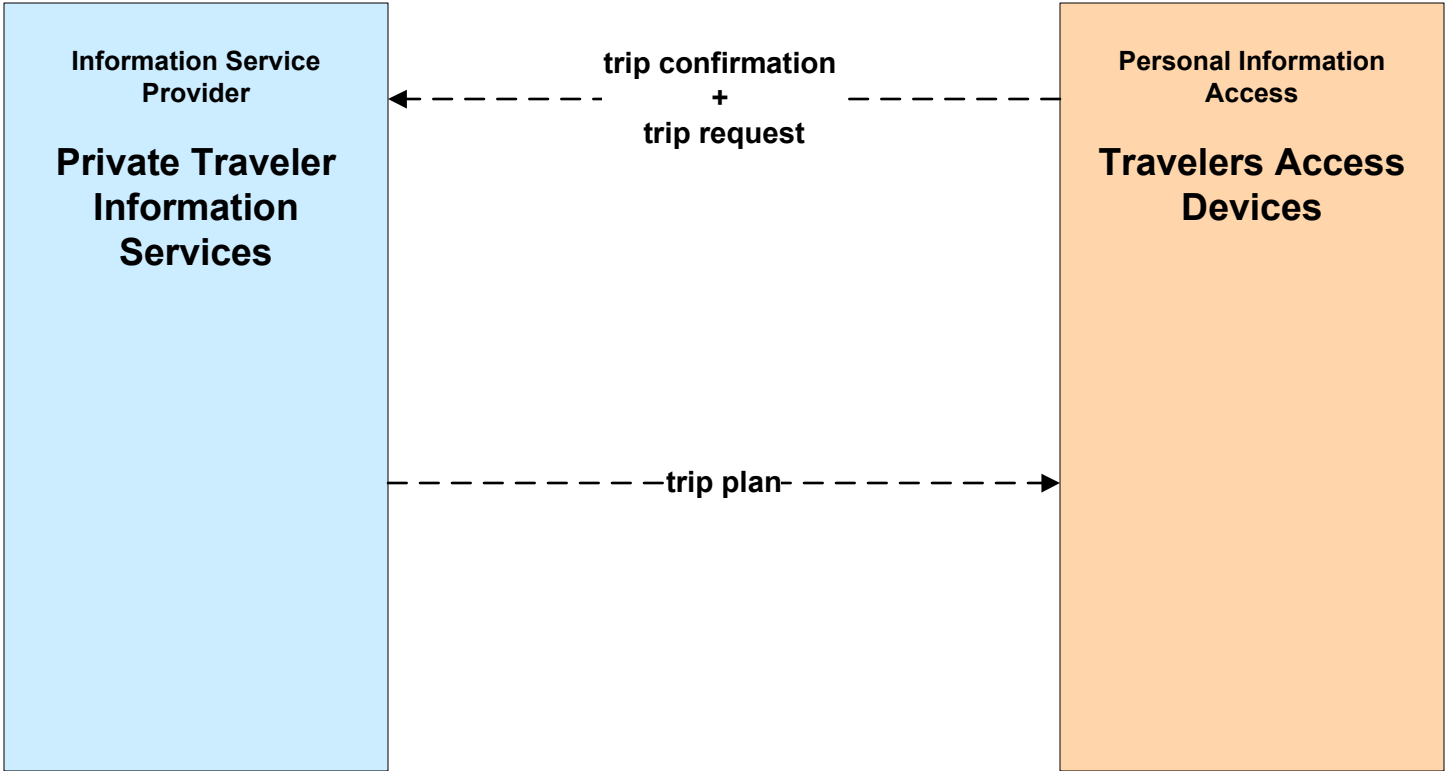 Information Service
Provider
Private Traveler
Information
Services
trip confirmation
+
trip request
trip plan
Personal Information
Access
Travelers Access
Devices